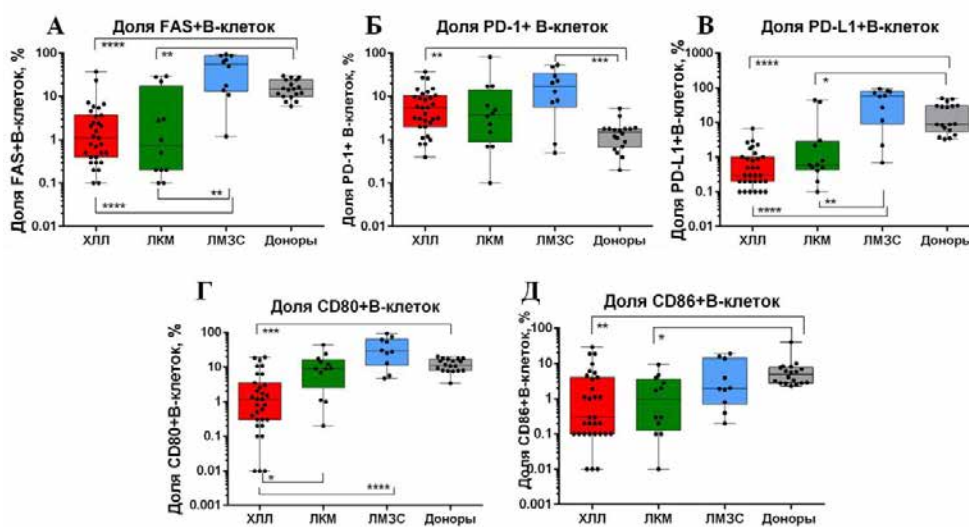 А
Доля FAS+B-клеток
Доля FAS+B-клеток, %
100
10
1
0.1
0.01
****
**
**
****
ХЛЛ ЛКМ ЛМЗС Доноры
Б
Доля PD-1+ B-клеток
Доля PD-1+ B-клеток, %
100
10
1
0.1
0.01
**
***
ХЛЛ ЛКМ ЛМЗС Доноры
В
Доля PD-L1+B-клеток
Доля PD-L1+B-клеток, %
1000
100
10
1
0.1
0.01
****
*
**
****
ХЛЛ ЛКМ ЛМЗС Доноры
Г
Доля CD80+B-клеток
Доля CD80+B-клеток, %
100
10
1
0.1
0.01
0.001
***
*
****
ХЛЛ ЛКМ ЛМЗС Доноры
Д
Доля CD86+B-клеток
Доля CD86+B-клеток, %
100
10
1
0.1
0.01
0.001
**
*
ХЛЛ ЛКМ ЛМЗС Доноры